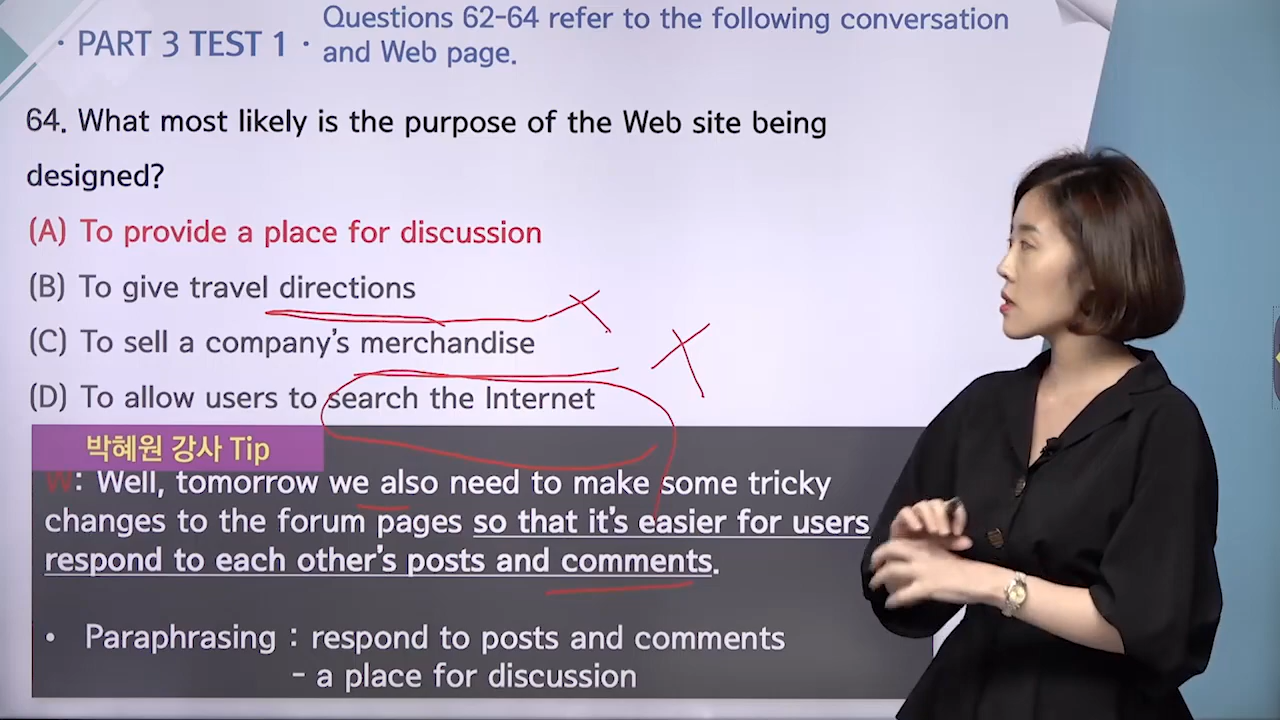 · PART 3 TEST 1 ·
Questions 62-64 refer to the following conversation
and Web page.
64. What most likely is the purpose of the Web site being
designed?
(A) To provide a place for discussion
(B) To give travel directions
(C) To sell a company's merchandise
(D) To allow users to search the Internet
박혜원 강사 Tip
W: Well, tomorrow we also need to make some tricky
changes to the forum pages so that it's easier for users
respond to each other's posts and comments.
• Paraphrasing : respond to posts and comments
- a place for discussion